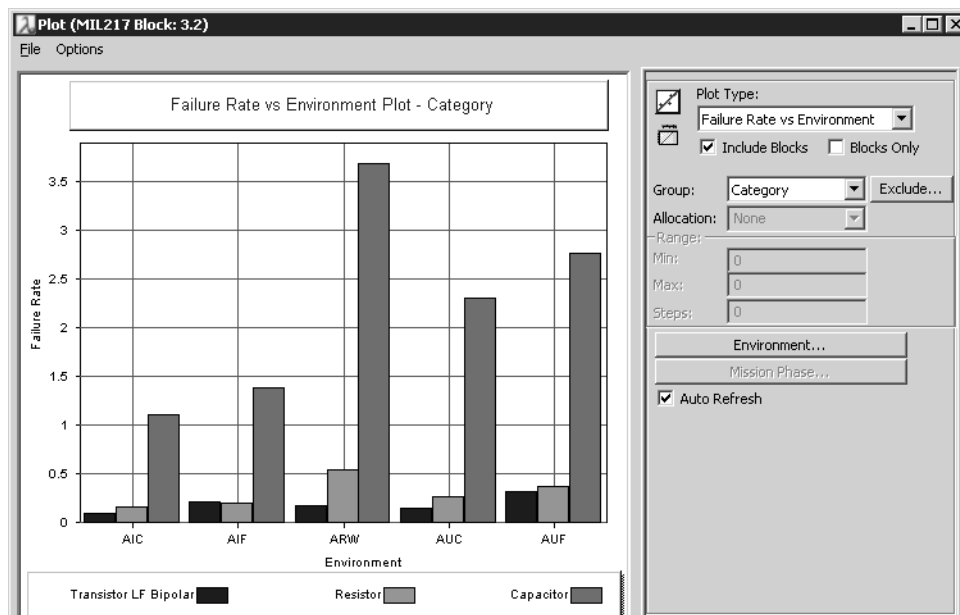 Plot (MIL217 Block: 3.2)
File Options
Failure Rate vs Environment Plot - Category
3.5
3
2.5
2
1.5
1
0.5
0
Failure Rate
AIC AIF ARW AUC AUF
Environment
Transistor LF Bipolar Resistor Capacitor
Plot Type:
Failure Rate vs Environment
Include Blocks Blocks Only
Group: Category Exclude...
Allocation: None
Range:
Min: 0
Max: 0
Steps: 0
Environment...
Mission Phase...
Auto Refresh